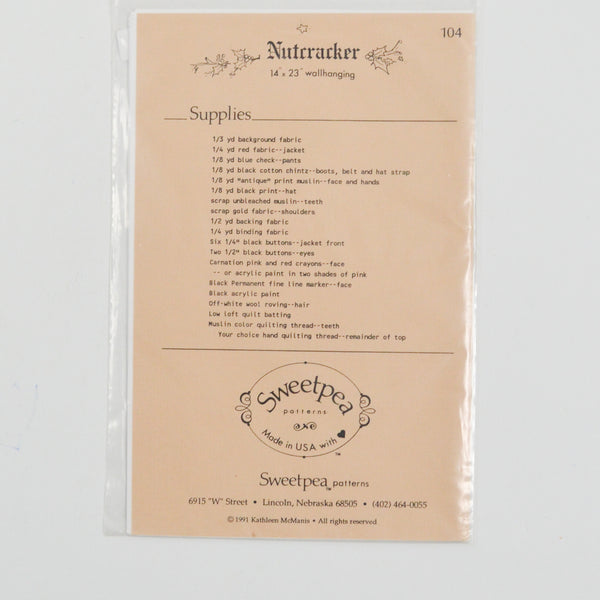 104
Nutcracker
14" x 23" wallhanging
Supplies
1/3 yd background fabric
1/4 yd red fabric--jacket
1/8 yd blue check--pants
1/8 yd black cotton chintz--boots, belt and hat strap
1/8 yd "antique" print muslin--face and hands
1/8 yd black print--hat
scrap unbleached muslin--teeth
scrap gold fabric--shoulders
1/2 yd backing fabric
1/4 yd binding fabric
Six 1/4" black buttons--jacket front
Two 1/2" black buttons--eyes
Carnation pink and red crayons--face
-- or acrylic paint in two shades of pink
Black Permanent fine line marker--face
Black acrylic paint
Off-white wool roving--hair
Low loft quilt batting
Muslin color quilting thread--teeth
Your choice hand quilting thread--remainder of top
Sweetpea
patterns
Made in USA with ♥
TM
Sweetpea TM patterns
6915 "W" Street • Lincoln, Nebraska 68505 • (402) 464-0055
© 1991 Kathleen McManis • All rights reserved